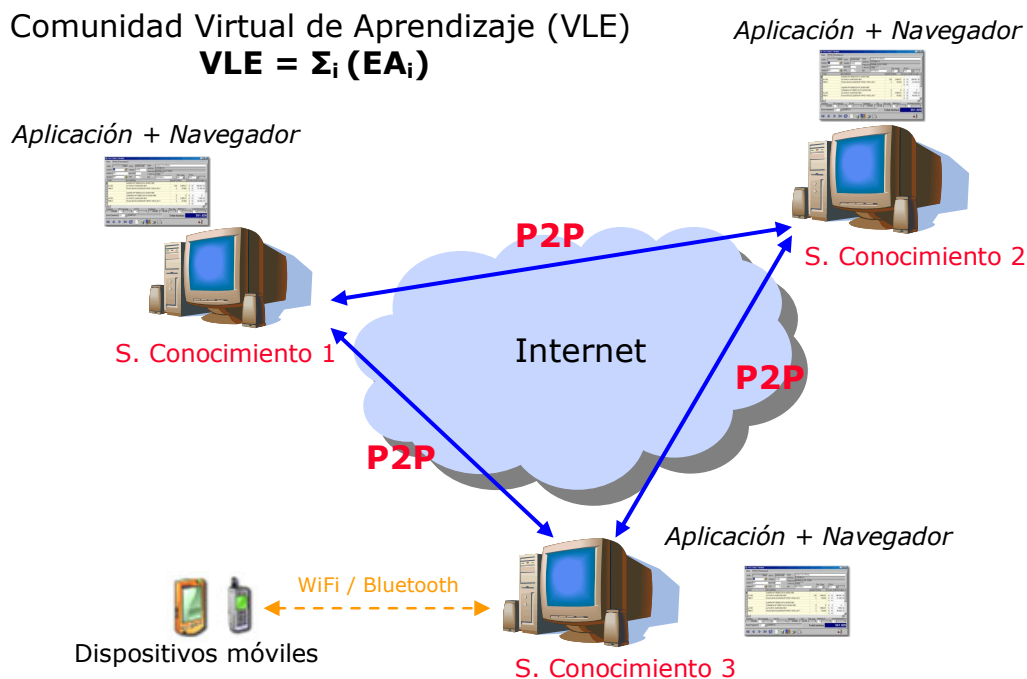 Comunidad Virtual de Aprendizaje (VLE)
VLE = Σi (EAi)
Aplicación + Navegador
Aplicación + Navegador
P2P
S. Conocimiento 2
S. Conocimiento 1
Internet
P2P
P2P
Aplicación + Navegador
WiFi / Bluetooth
Dispositivos móviles
S. Conocimiento 3